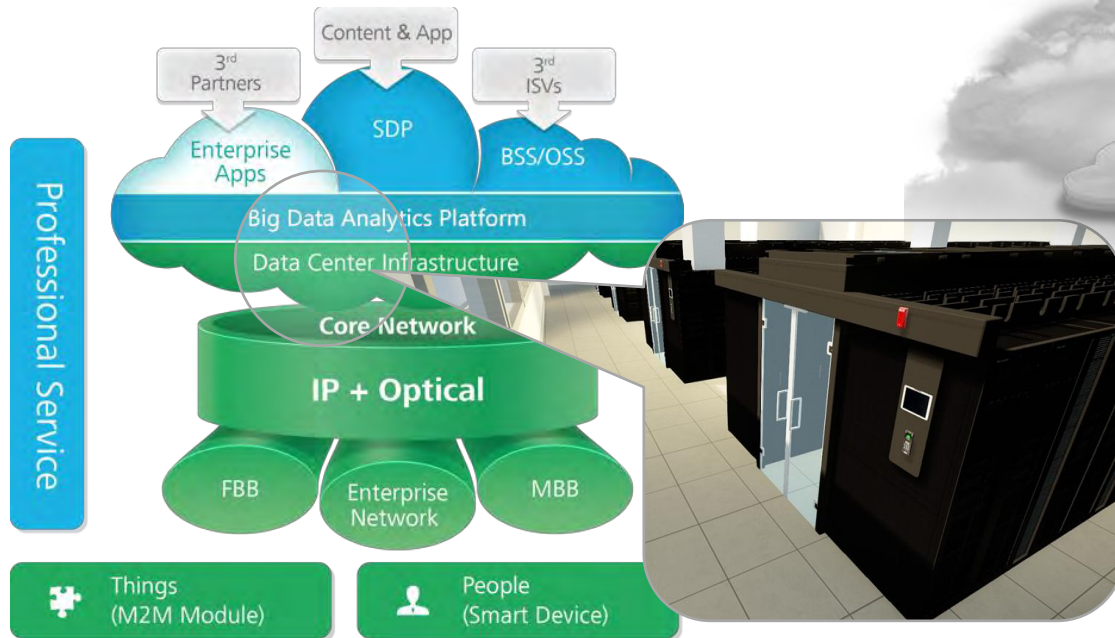 Content & App
3rd
Partners
3rd
ISVs
SDP
Enterprise
Apps
BSS/OSS
Big Data Analytics Platform
Data Center Infrastructure
Core Network
IP + Optical
FBB
Enterprise
Network
MBB
Professional Service
Things
(M2M Module)
People
(Smart Device)